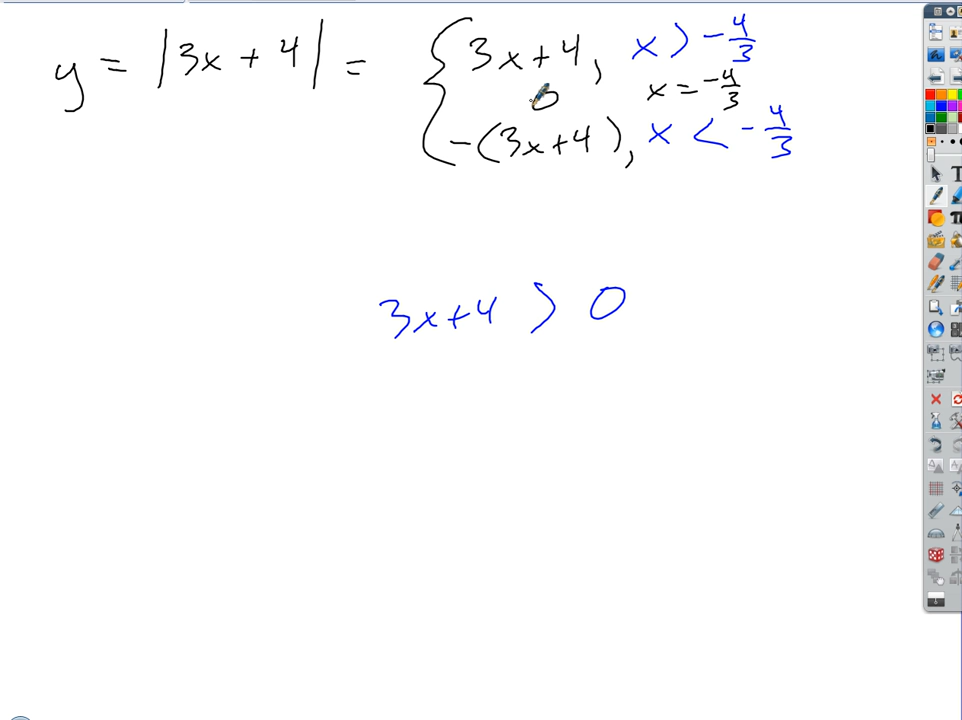 y = |3x + 4| = { 3x+4, x > -4/3
0 x = -4/3
-(3x+4), x < -4/3
3x+4 > 0